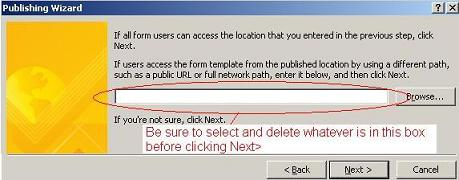 Publishing Wizard
If all form users can access the location that you entered in the previous step, click
Next.
If users access the form template from the published location by using a different path,
such as a public URL or full network path, enter it below, and then click Next.
Browse...
If you're not sure, click Next.
Be sure to select and delete whatever is in this box
before clicking Next>
< Back
Next >
Cancel